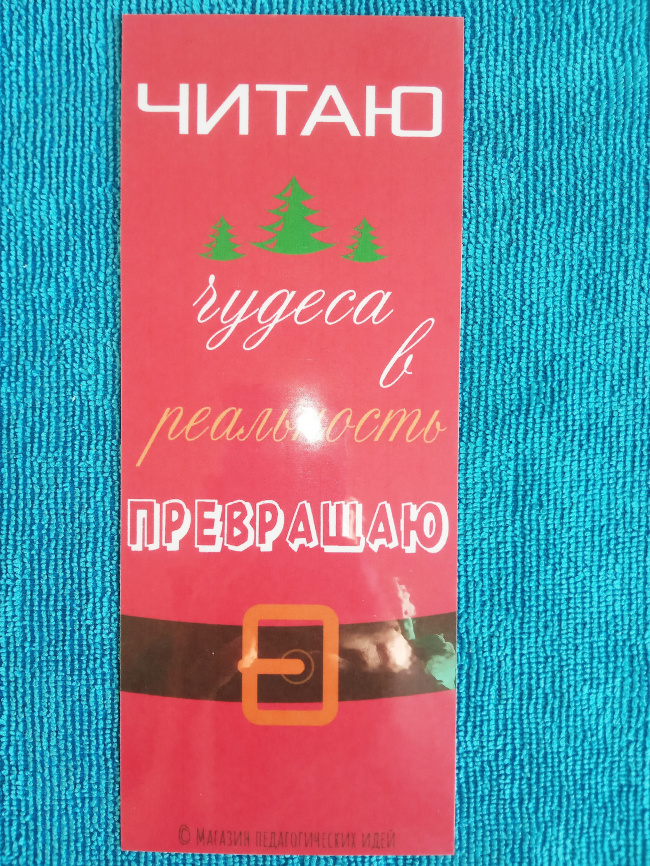 ЧИТАЮ
чудеса
в
реальность
ПРЕВРАЩАЮ
© Магазин педагогических идей